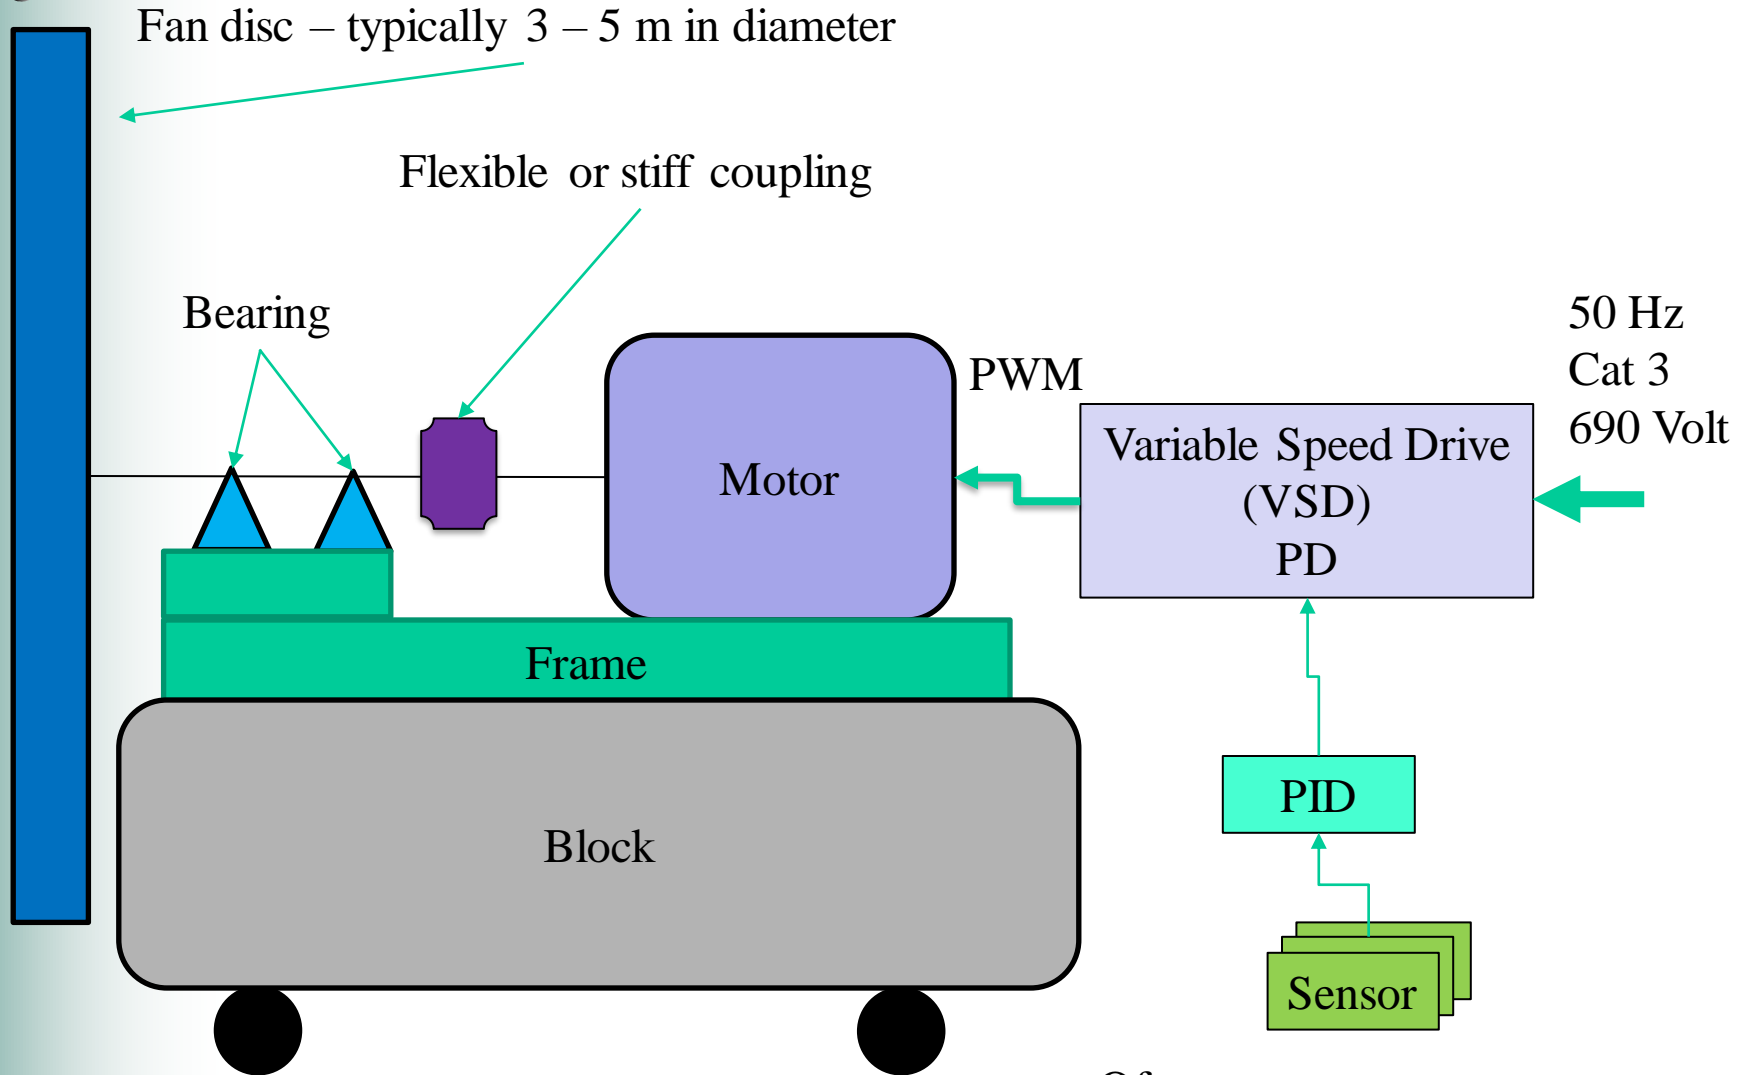 Fan disc – typically 3 – 5 m in diameter
Flexible or stiff coupling
Bearing
50 Hz
Cat 3
690 Volt
PWM
Variable Speed Drive
(VSD)
PD
Motor
Frame
PID
Block
Sensor